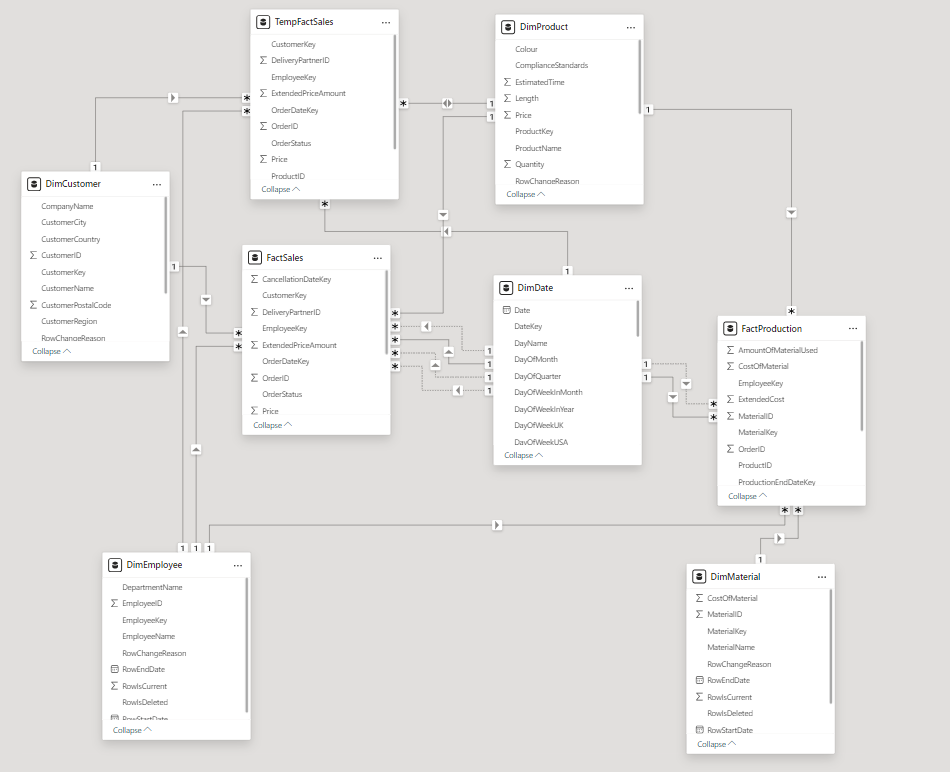 TempFactSales
CustomerKey
DeliveryPartnerID
EmployeeKey
ExtendedPriceAmount
OrderDateKey
OrderID
OrderStatus
Price
ProductID
Collapse
DimProduct
Colour
ComplianceStandards
EstimatedTime
Length
Price
ProductKey
ProductName
Quantity
RowChangeReason
Collapse
DimCustomer
CompanyName
CustomerCity
CustomerCountry
CustomerID
CustomerKey
CustomerName
CustomerPostalCode
CustomerRegion
RowChangeReason
Collapse
FactSales
CancellationDateKey
CustomerKey
DeliveryPartnerID
EmployeeKey
ExtendedPriceAmount
OrderDateKey
OrderID
OrderStatus
Price
Collapse
DimDate
Date
DateKey
DayName
DayOfMonth
DayOfQuarter
DayOfWeekInMonth
DayOfWeekInYear
DayOfWeekUK
DayOfWeekUSA
Collapse
FactProduction
AmountOfMaterialUsed
CostOfMaterial
EmployeeKey
ExtendedCost
MaterialID
MaterialKey
OrderID
ProductID
ProductionEndDateKey
Collapse
DimEmployee
DepartmentName
EmployeeID
EmployeeKey
EmployeeName
RowChangeReason
RowEndDate
RowIsCurrent
RowIsDeleted
RowStartDate
Collapse
DimMaterial
CostOfMaterial
MaterialID
MaterialKey
MaterialName
RowChangeReason
RowEndDate
RowIsCurrent
RowIsDeleted
RowStartDate
Collapse